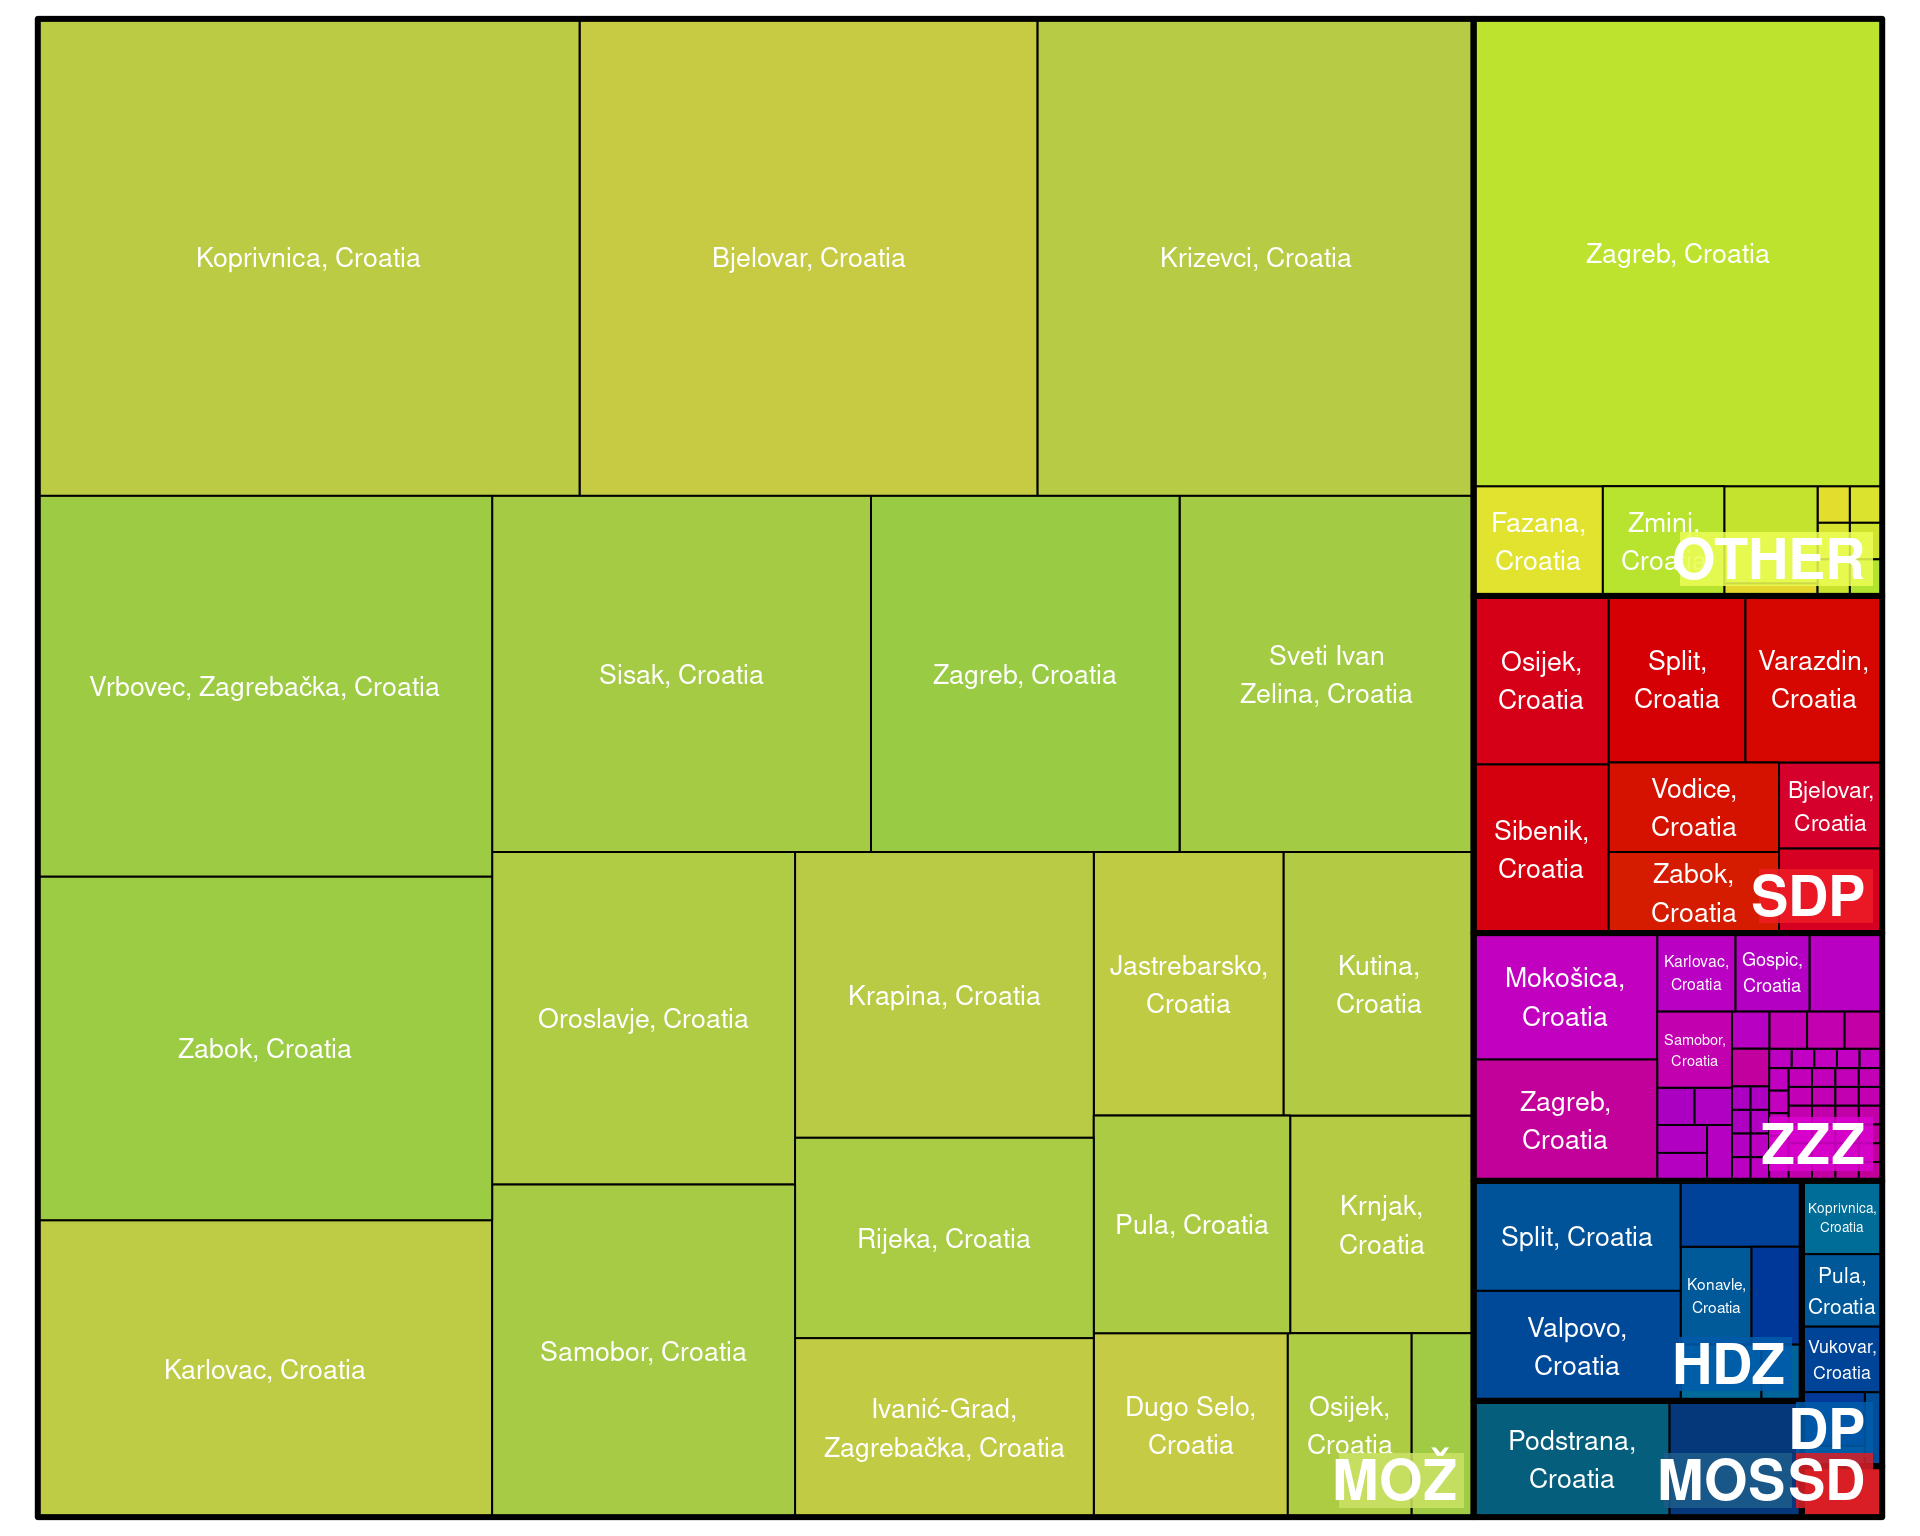 Koprivnica, Croatia
Bjelovar, Croatia
Krizevci, Croatia
Vrbovec, Zagrebačka, Croatia
Sisak, Croatia
Zagreb, Croatia
Sveti Ivan
Zelina, Croatia
Zabok, Croatia
Karlovac, Croatia
Oroslavje, Croatia
Samobor, Croatia
Krapina, Croatia
Rijeka, Croatia
Ivanić-Grad,
Zagrebačka, Croatia
Jastrebarsko,
Croatia
Kutina,
Croatia
Pula, Croatia
Krnjak,
Croatia
Dugo Selo,
Croatia
Osijek,
Croatia
MOŽ
Zagreb, Croatia
Fazana,
Croatia
Zminj,
Croatia
OTHER
Osijek,
Croatia
Split,
Croatia
Varazdin,
Croatia
Sibenik,
Croatia
Vodice,
Croatia
Bjelovar,
Croatia
Zabok,
Croatia
SDP
Mokošica,
Croatia
Zagreb,
Croatia
Karlovac,
Croatia
Gospic,
Croatia
Samobor,
Croatia
ZZZ
Split, Croatia
Valpovo,
Croatia
Konavle,
Croatia
HDZ
Koprivnica,
Croatia
Pula,
Croatia
Vukovar,
Croatia
DP
Podstrana,
Croatia
MOS
SD